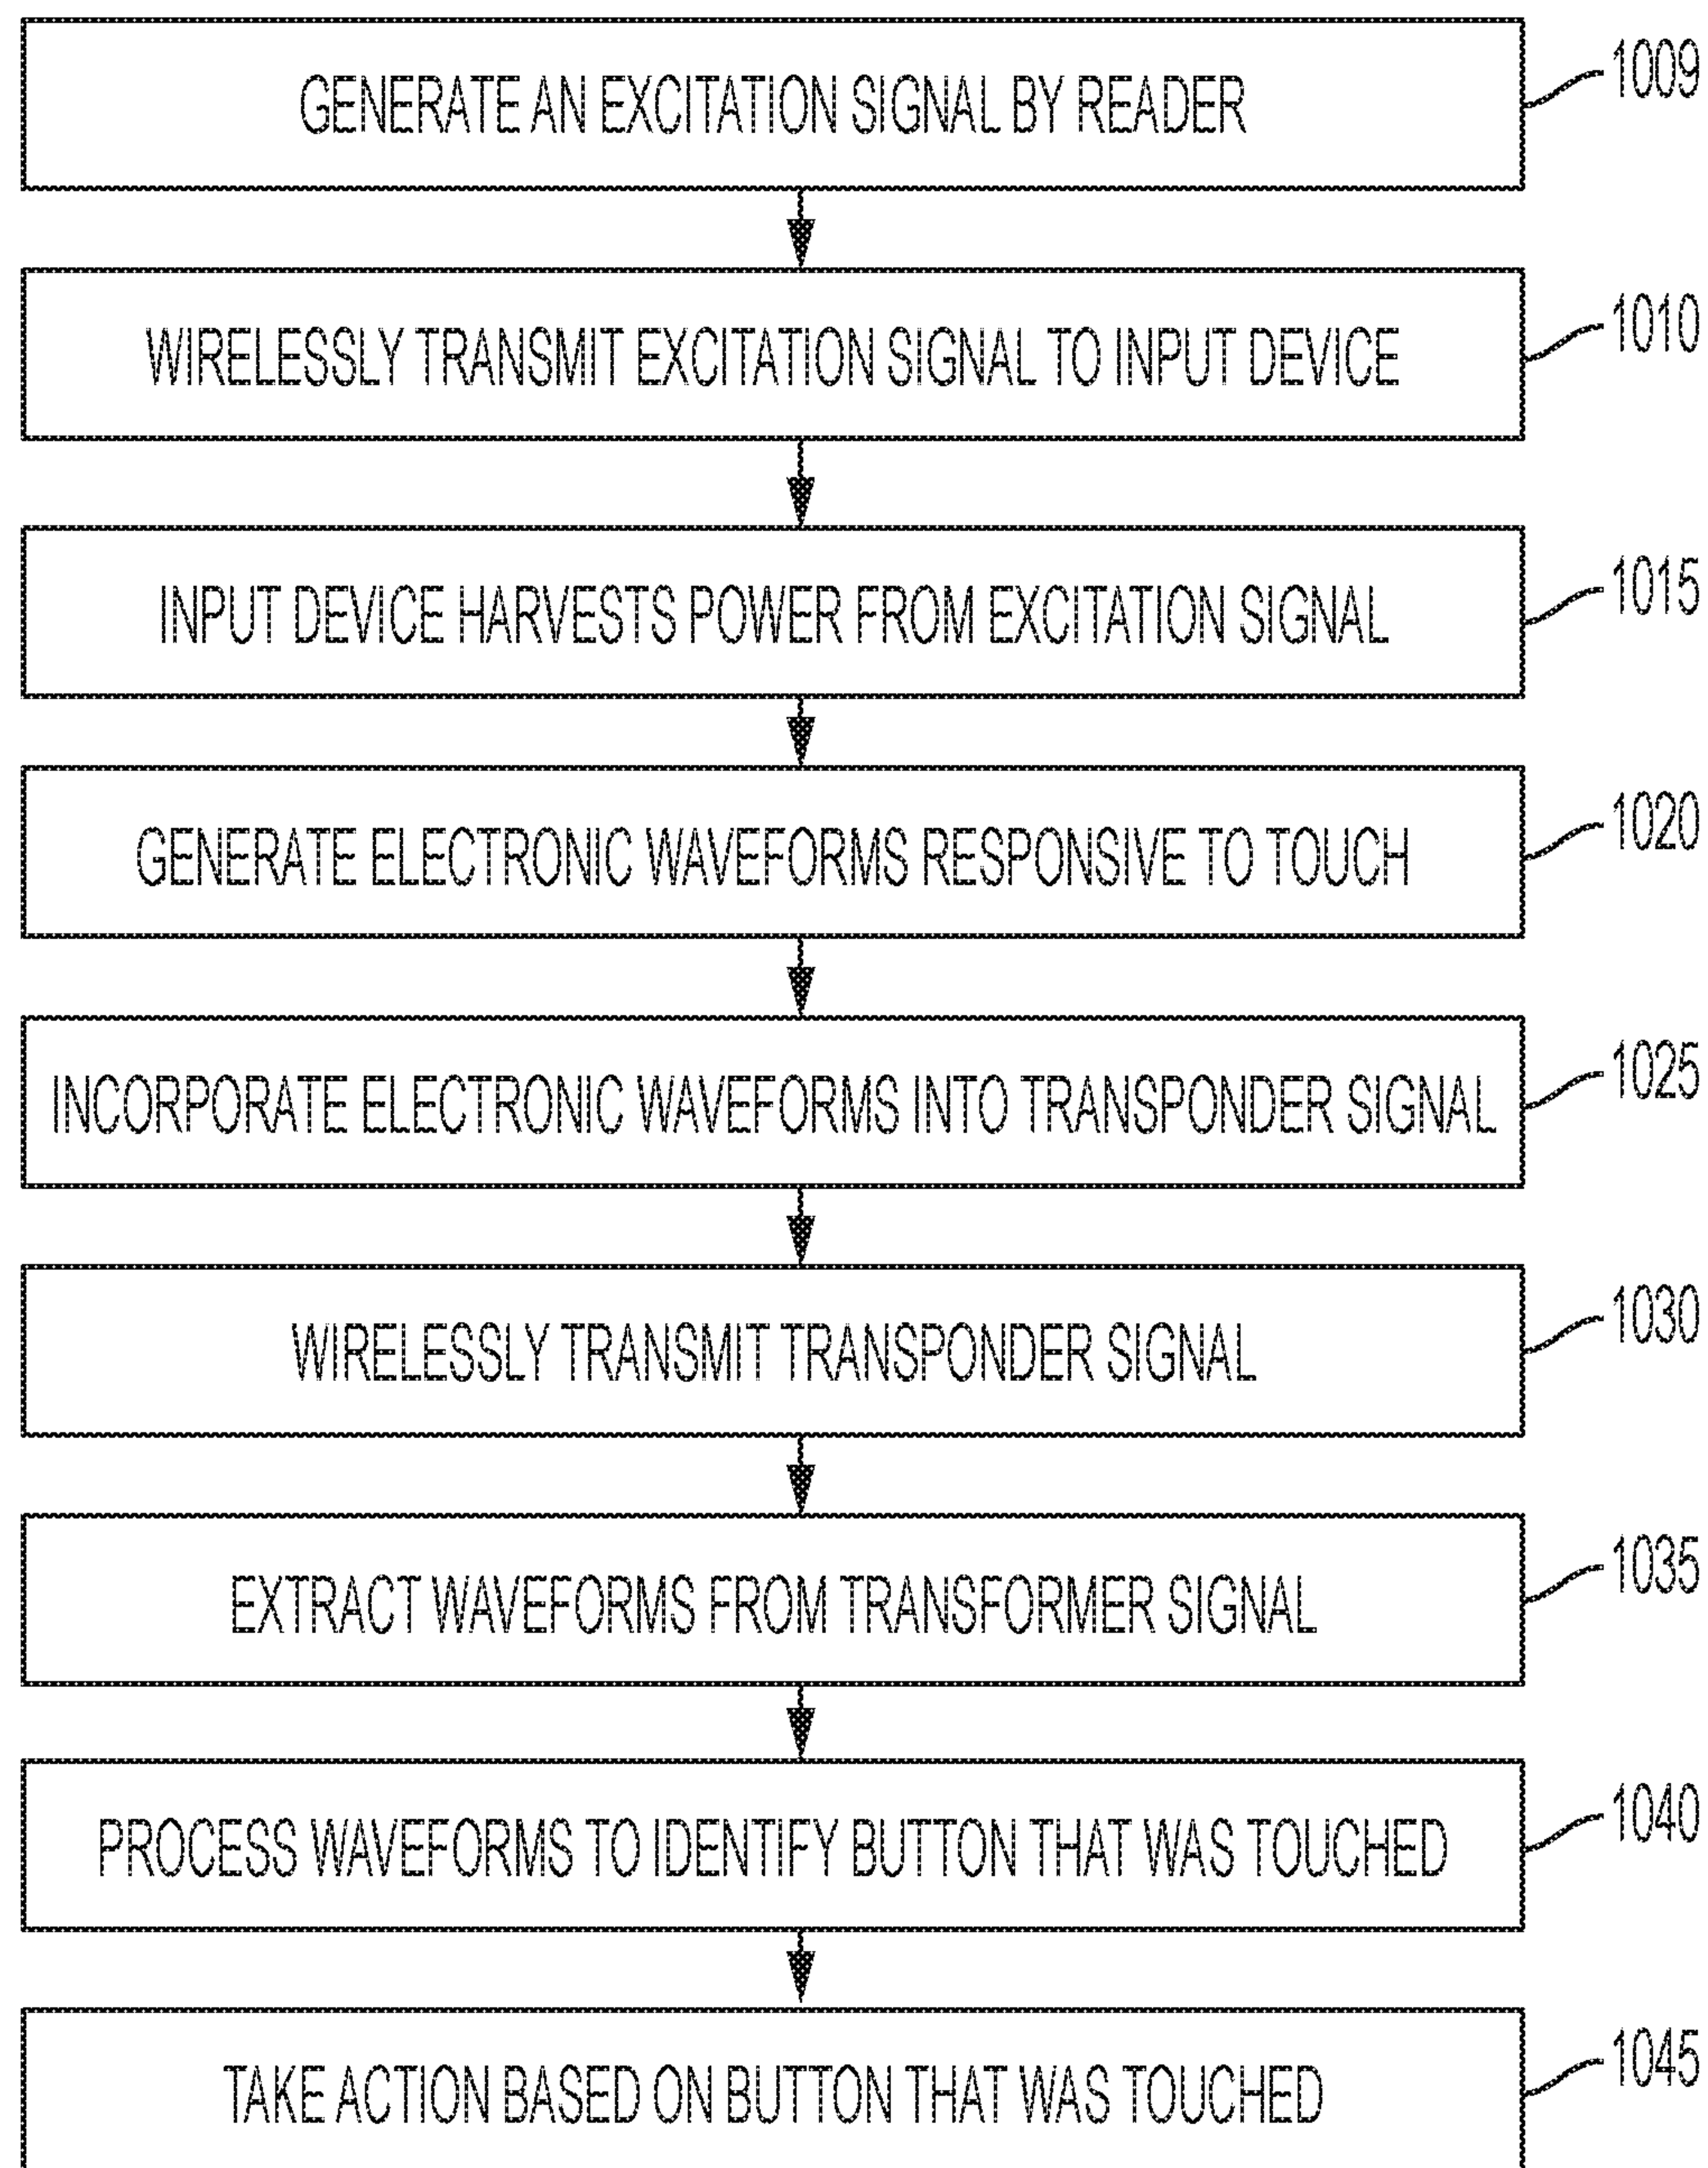 GENERATE AN EXCITATION SIGNAL BY READER
1009
WIRELESSLY TRANSMIT EXCITATION SIGNAL TO INPUT DEVICE
1010
INPUT DEVICE HARVESTS POWER FROM EXCITATION SIGNAL
1015
GENERATE ELECTRONIC WAVEFORMS RESPONSIVE TO TOUCH
1020
INCORPORATE ELECTRONIC WAVEFORMS INTO TRANSPONDER SIGNAL
1025
WIRELESSLY TRANSMIT TRANSPONDER SIGNAL
1030
EXTRACT WAVEFORMS FROM TRANSFORMER SIGNAL
1035
PROCESS WAVEFORMS TO IDENTIFY BUTTON THAT WAS TOUCHED
1040
TAKE ACTION BASED ON BUTTON THAT WAS TOUCHED
1045